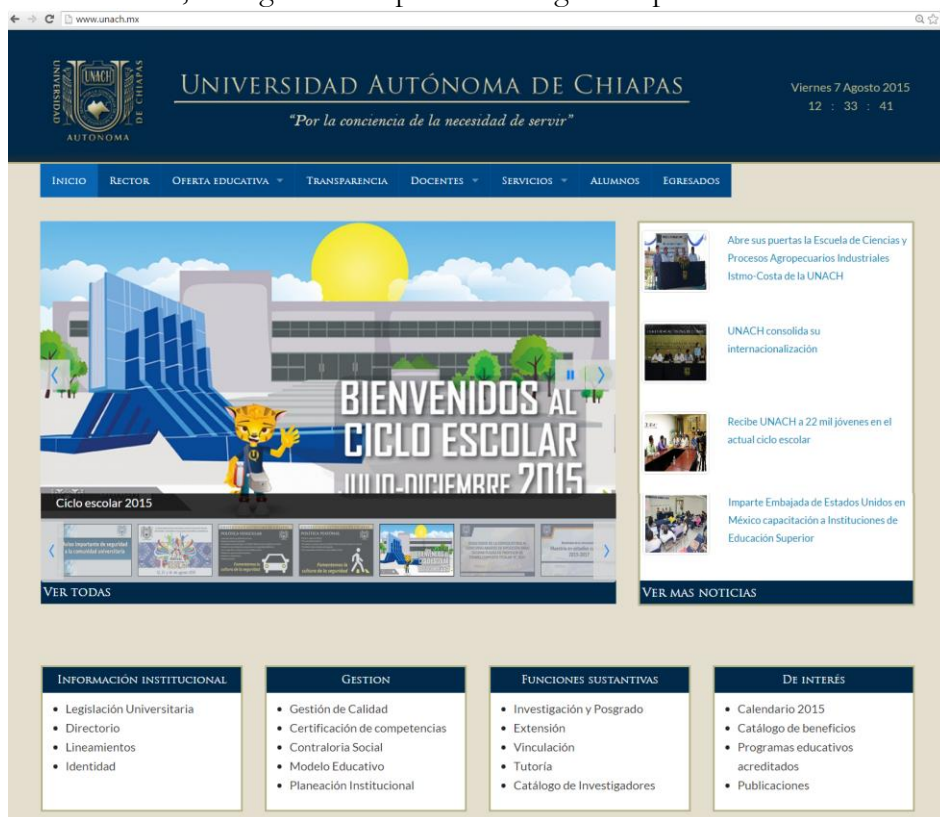 www.unach.mx
UNIVERSIDAD
UNACH
DE CHIAPAS
AUTONOMA
UNIVERSIDAD AUTÓNOMA DE CHIAPAS
“Por la conciencia de la necesidad de servir”
Viernes 7 Agosto 2015
12 : 33 : 41
INICIO RECTOR OFERTA EDUCATIVA TRANSPARENCIA DOCENTES SERVICIOS ALUMNOS EGRESADOS
BIENVENIDOS AL
CICLO ESCOLAR
JULIO-DICIEMBRE 2015
Ciclo escolar 2015
VER TODAS
Abre sus puertas la Escuela de Ciencias y
Procesos Agropecuarios Industriales
Istmo-Costa de la UNACH
UNACH consolida su
internacionalización
Recibe UNACH a 22 mil jóvenes en el
actual ciclo escolar
Imparte Embajada de Estados Unidos en
México capacitación a Instituciones de
Educación Superior
VER MAS NOTICIAS
INFORMACIÓN INSTITUCIONAL
• Legislación Universitaria
• Directorio
• Lineamientos
• Identidad
GESTION
• Gestión de Calidad
• Certificación de competencias
• Contraloria Social
• Modelo Educativo
• Planeación Institucional
FUNCIONES SUSTANTIVAS
• Investigación y Posgrado
• Extensión
• Vinculación
• Tutoría
• Catálogo de Investigadores
DE INTERÉS
• Calendario 2015
• Catálogo de beneficios
• Programas educativos
acreditados
• Publicaciones